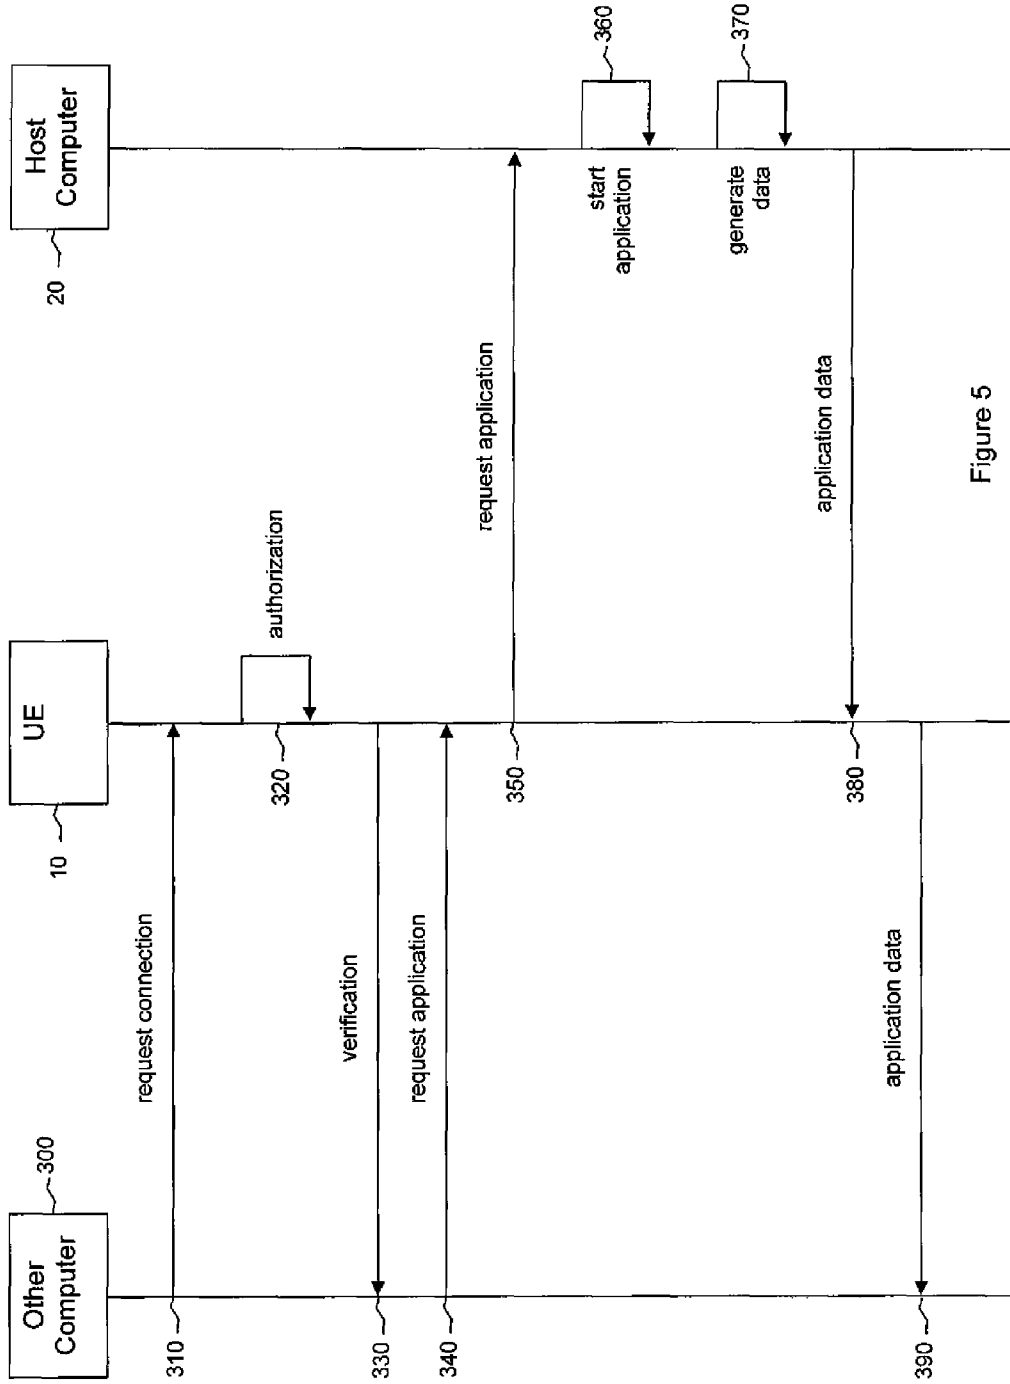 Other
Computer
300
UE
10
Host
Computer
20
310
request connection
320
authorization
330
verification
340
request application
350
request application
start
application
360
generate
data
370
380
application data
390
application data
Figure 5